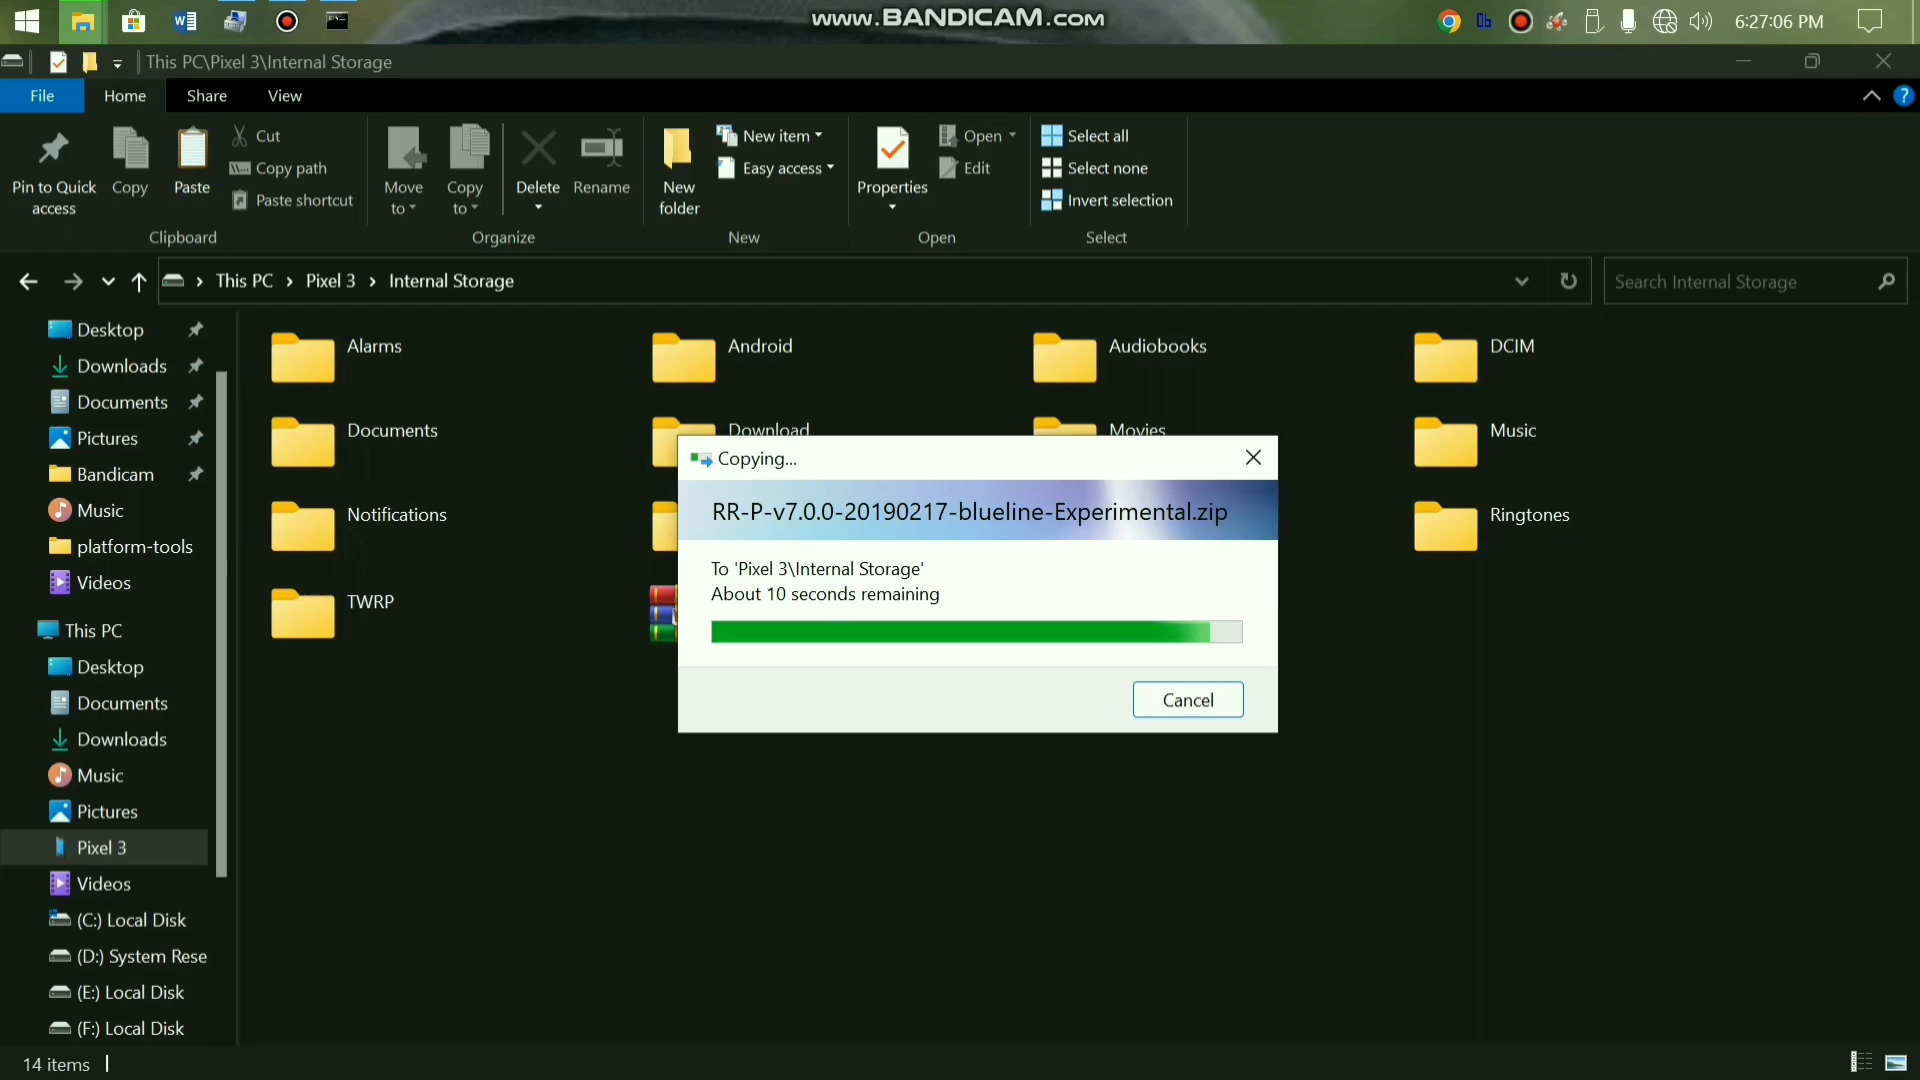 www.BANDICAM.com
6:27:06 PM
This PC\Pixel 3\Internal Storage
File Home Share View
Pin to Quick access
Copy
Paste
Cut
Copy path
Paste shortcut
Clipboard
Move to
Copy to
Delete
Rename
Organize
New folder
New item
Easy access
New
Properties
Open
Edit
Open
Select all
Select none
Invert selection
Select
This PC > Pixel 3 > Internal Storage
Search Internal Storage
Desktop
Downloads
Documents
Pictures
Bandicam
Music
platform-tools
Videos
This PC
Desktop
Documents
Downloads
Music
Pictures
Pixel 3
Videos
(C:) Local Disk
(D:) System Rese
(E:) Local Disk
(F:) Local Disk
Alarms
Android
Audiobooks
DCIM
Documents
Download
Movies
Music
Notifications
Ringtones
TWRP
Copying...
RR-P-v7.0.0-20190217-blueline-Experimental.zip
To 'Pixel 3\Internal Storage'
About 10 seconds remaining
Cancel
14 items